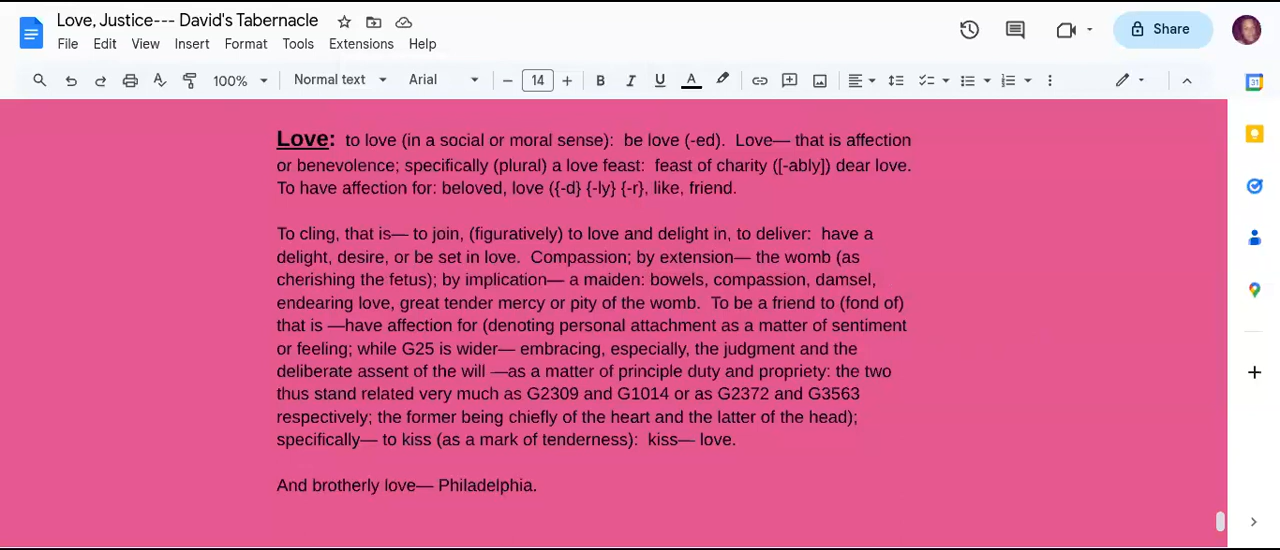 Love, Justice--- David's Tabernacle
File Edit View Insert Format Tools Extensions Help
Share
100% Normal text Arial 14 B I U A
31
Love: to love (in a social or moral sense): be love (-ed). Love— that is affection
or benevolence; specifically (plural) a love feast: feast of charity ([-ably]) dear love.
To have affection for: beloved, love ({-d} {-ly} {-r}, like, friend.
To cling, that is— to join, (figuratively) to love and delight in, to deliver: have a
delight, desire, or be set in love. Compassion; by extension— the womb (as
cherishing the fetus); by implication— a maiden: bowels, compassion, damsel,
endearing love, great tender mercy or pity of the womb. To be a friend to (fond of)
that is —have affection for (denoting personal attachment as a matter of sentiment
or feeling; while G25 is wider— embracing, especially, the judgment and the
deliberate assent of the will —as a matter of principle duty and propriety: the two
thus stand related very much as G2309 and G1014 or as G2372 and G3563
respectively; the former being chiefly of the heart and the latter of the head);
specifically— to kiss (as a mark of tenderness): kiss— love.
And brotherly love— Philadelphia.